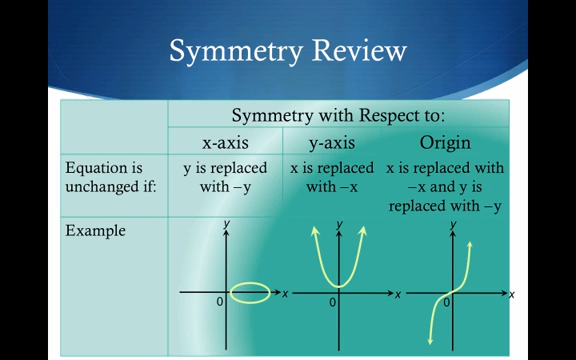 Symmetry Review
Symmetry with Respect to:
x-axis
y-axis
Origin
Equation is
unchanged if:
y is replaced
with −y
x is replaced
with −x
x is replaced with
−x and y is
replaced with −y
Example
y
x
0
y
x
0
y
x
0